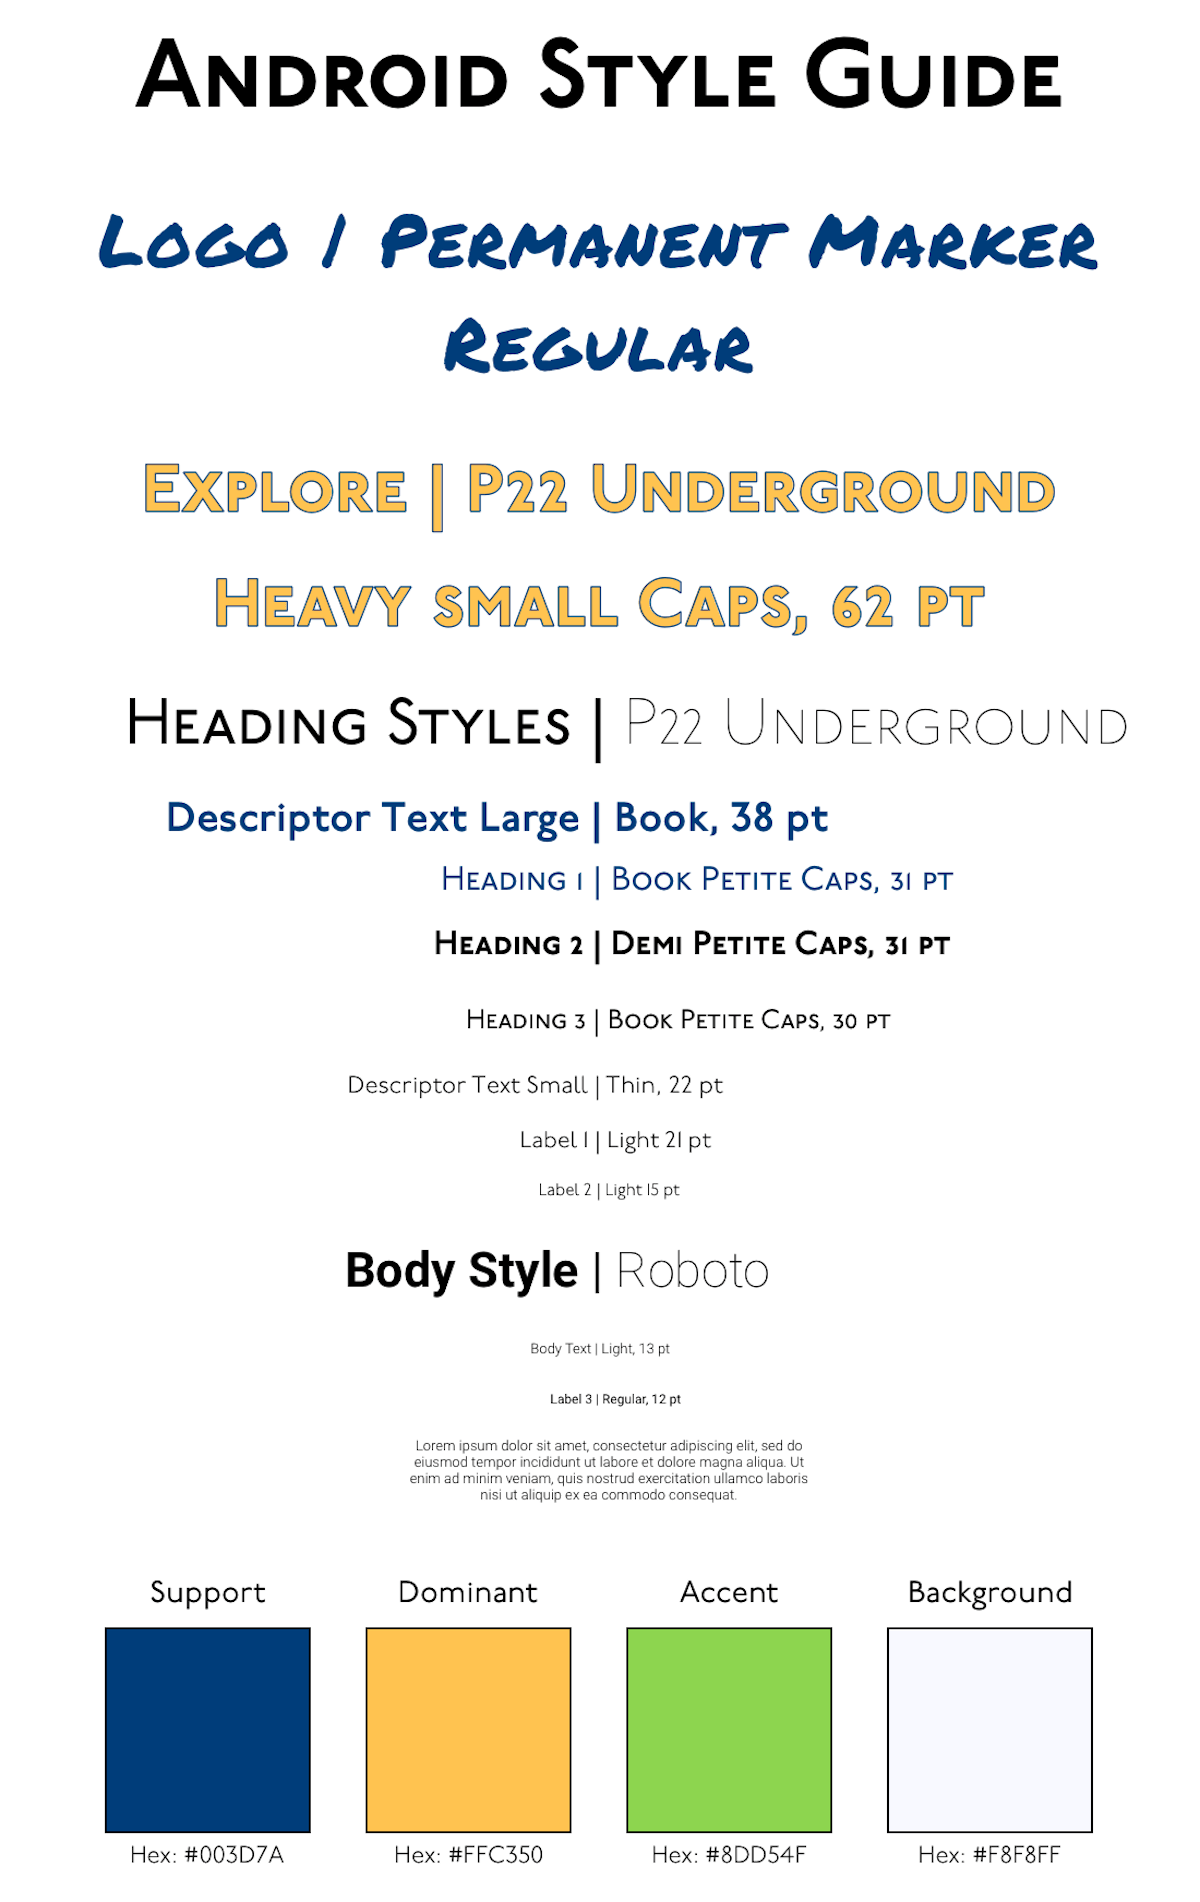 Android Style Guide
Logo | Permanent Marker
Regular
Explore | P22 Underground
Heavy small Caps, 62 pt
Heading Styles | P22 Underground
Descriptor Text Large | Book, 38 pt
Heading 1 | Book Petite Caps, 31 pt
Heading 2 | Demi Petite Caps, 31 pt
Heading 3 | Book Petite Caps, 30 pt
Descriptor Text Small | Thin, 22 pt
Label 1 | Light 21 pt
Label 2 | Light 15 pt
Body Style | Roboto
Body Text | Light, 13 pt
Label 3 | Regular, 12 pt
Lorem ipsum dolor sit amet, consectetur adipiscing elit, sed do
eiusmod tempor incididunt ut labore et dolore magna aliqua. Ut
enim ad minim veniam, quis nostrud exercitation ullamco laboris
nisi ut aliquip ex ea commodo consequat.
Support Dominant Accent Background
Hex: #003D7A Hex: #FFC350 Hex: #8DD54F Hex: #F8F8FF